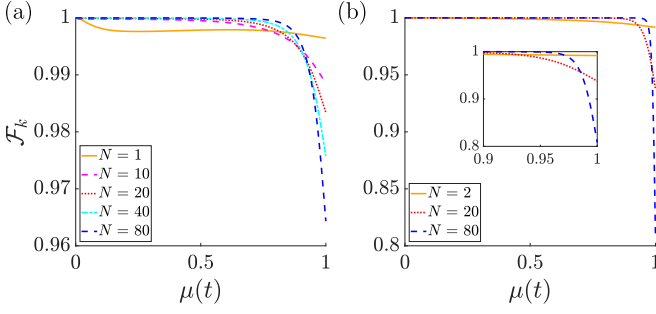 (a)
1
0.99
0.98
0.97
0.96
ℱk
N = 1
N = 10
N = 20
N = 40
N = 80
0
0.5
1
μ(t)
(b)
1
0.95
0.9
0.85
0.8
1
0.9
0.8
0.9
0.95
1
N = 2
N = 20
N = 80
0
0.5
1
μ(t)